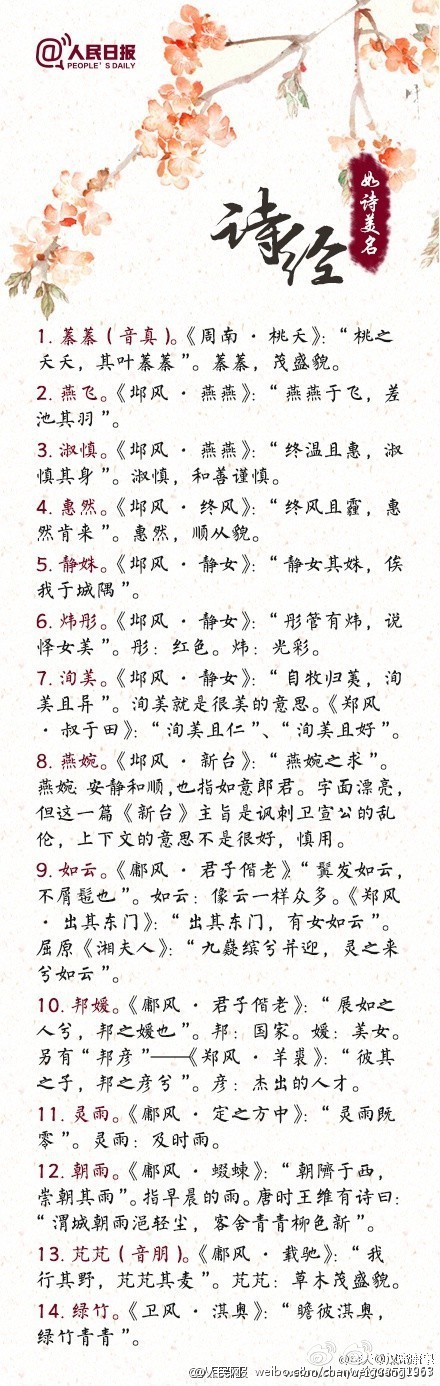 @人民日报
PEOPLE'S DAILY
诗经
如诗美名
1. 蓁蓁（音真）。《周南·桃夭》：“桃之
夭夭，其叶蓁蓁”。蓁蓁，茂盛貌。
2. 燕飞。《邶风·燕燕》：“燕燕于飞，差
池其羽”。
3. 淑慎。《邶风·燕燕》：“终温且惠，淑
慎其身”。淑慎，和善谨慎。
4. 惠然。《邶风·终风》：“终风且霾，惠
然肯来”。惠然，顺从貌。
5. 静姝。《邶风·静女》：“静女其姝，俟
我于城隅”。
6. 炜彤。《邶风·静女》：“彤管有炜，说
怿女美”。彤：红色。炜：光彩。
7. 洵美。《邶风·静女》：“自牧归荑，洵
美且异”。洵美就是很美的意思。《郑风
·叔于田》：“洵美且仁”、“洵美且好”。
8. 燕婉。《邶风·新台》：“燕婉之求”。
燕婉：安静和顺，也指如意郎君。字面漂亮，
但这一篇《新台》主旨是讽刺卫宣公的乱
伦，上下文的意思不是很好，慎用。
9. 如云。《鄘风·君子偕老》：“鬒发如云，
不屑髢也”。如云：像云一样众多。《郑风
·出其东门》：“出其东门，有女如云”。
屈原《湘夫人》：“九嶷缤兮并迎，灵之来
兮如云”。
10. 邦媛。《鄘风·君子偕老》：“展如之
人兮，邦之媛也”。邦：国家。媛：美女。
另有“邦彦”——《郑风·羊裘》：“彼其
之子，邦之彦兮”。彦：杰出的人才。
11. 灵雨。《鄘风·定之方中》：“灵雨既
零”。灵雨：及时雨。
12. 朝雨。《鄘风·蝃蝀》：“朝隮于西，
崇朝其雨”。指早晨的雨。唐时王维有诗曰：
“渭城朝雨浥轻尘，客舍青青柳色新”。
13. 芃芃（音朋）。《鄘风·载驰》：“我
行其野，芃芃其麦”。芃芃：草木茂盛貌。
14. 绿竹。《卫风·淇奥》：“瞻彼淇奥，
绿竹青青”。
@人民日报